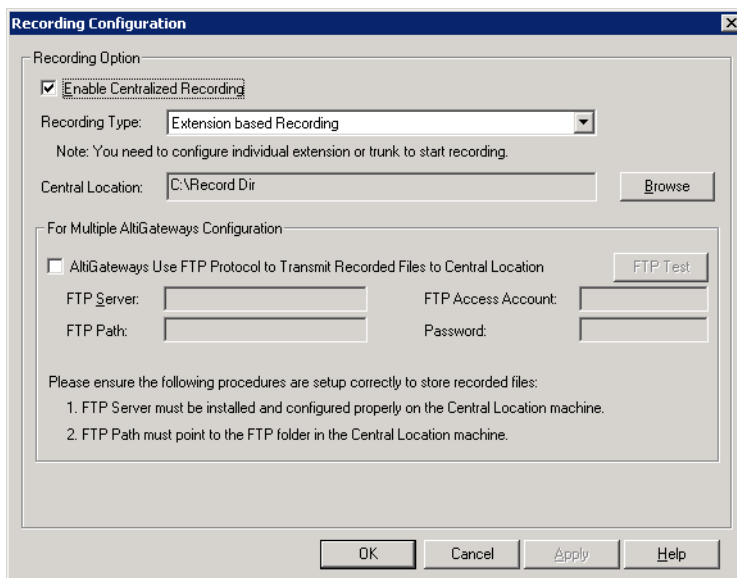 Recording Configuration
Recording Option
Enable Centralized Recording
Recording Type: Extension based Recording
Note: You need to configure individual extension or trunk to start recording.
Central Location: C:\Record Dir Browse
For Multiple AltiGateways Configuration
AltiGateways Use FTP Protocol to Transmit Recorded Files to Central Location FTP Test
FTP Server: FTP Access Account:
FTP Path: Password:
Please ensure the following procedures are setup correctly to store recorded files:
1. FTP Server must be installed and configured properly on the Central Location machine.
2. FTP Path must point to the FTP folder in the Central Location machine.
OK Cancel Apply Help